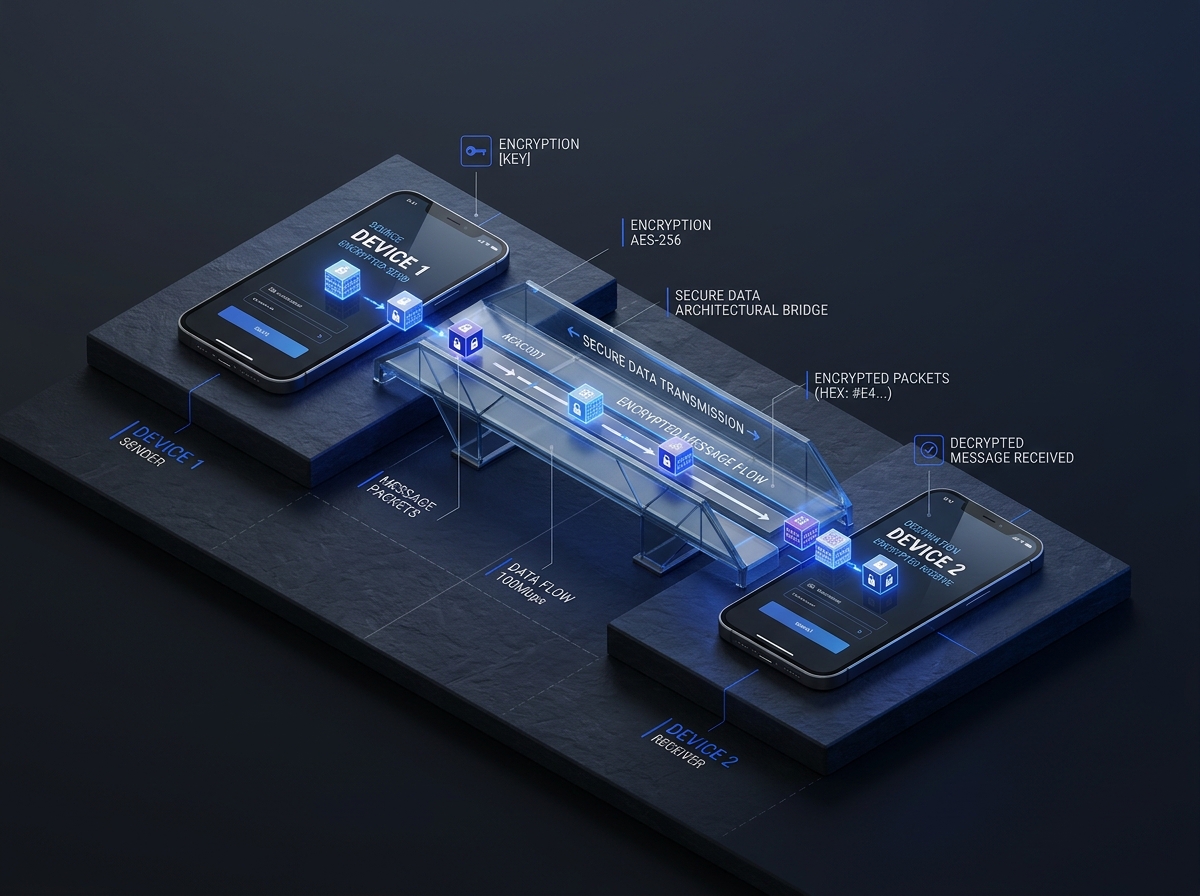 ENCRYPTION
[KEY]
ENCRYPTION
AES-256
SECURE DATA
ARCHITECTURAL BRIDGE
ENCRYPTED PACKETS
(HEX: #E4...)
DECRYPTED
MESSAGE RECEIVED
DEVICE 1
← SECURE DATA TRANSMISSION →
ENCRYPTED MESSAGE FLOW
DEVICE 1
SENDER
MESSAGE
PACKETS
DATA FLOW
100Mbps
DEVICE 2
DEVICE 2
RECEIVER